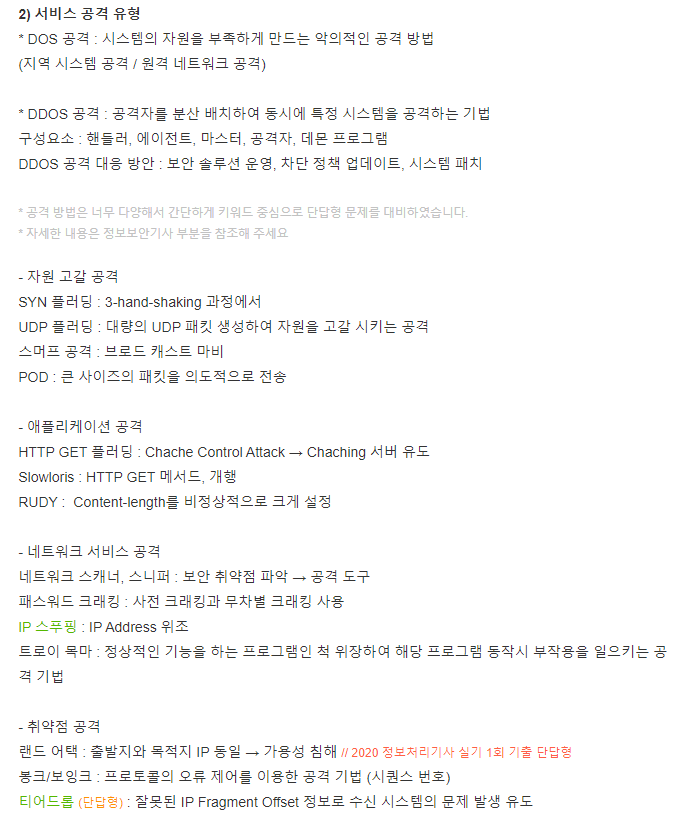 2) 서비스 공격 유형
* DOS 공격 : 시스템의 자원을 부족하게 만드는 악의적인 공격 방법
(지역 시스템 공격 / 원격 네트워크 공격)
* DDOS 공격 : 공격자를 분산 배치하여 동시에 특정 시스템을 공격하는 기법
구성요소 : 핸들러, 에이전트, 마스터, 공격자, 데몬 프로그램
DDOS 공격 대응 방안 : 보안 솔루션 운영, 차단 정책 업데이트, 시스템 패치
* 공격 방법은 너무 다양해서 간단하게 키워드 중심으로 단답형 문제를 대비하였습니다.
* 자세한 내용은 정보보안기사 부분을 참조해 주세요
- 자원 고갈 공격
SYN 플러딩 : 3-hand-shaking 과정에서
UDP 플러딩 : 대량의 UDP 패킷 생성하여 자원을 고갈 시키는 공격
스머프 공격 : 브로드 캐스트 마비
POD : 큰 사이즈의 패킷을 의도적으로 전송
- 애플리케이션 공격
HTTP GET 플러딩 : Chache Control Attack → Chaching 서버 유도
Slowloris : HTTP GET 메서드, 개행
RUDY :  Content-length를 비정상적으로 크게 설정
- 네트워크 서비스 공격
네트워크 스캐너, 스니퍼 : 보안 취약점 파악 → 공격 도구
패스워드 크래킹 : 사전 크래킹과 무차별 크래킹 사용
IP 스푸핑 : IP Address 위조
트로이 목마 : 정상적인 기능을 하는 프로그램인 척 위장하여 해당 프로그램 동작시 부작용을 일으키는 공
격 기법
- 취약점 공격
랜드 어택 : 출발지와 목적지 IP 동일 → 가용성 침해 // 2020 정보처리기사 실기 1회 기출 단답형
봉크/보잉크 : 프로토콜의 오류 제어를 이용한 공격 기법 (시퀀스 번호)
티어드롭 (단답형) : 잘못된 IP Fragment Offset 정보로 수신 시스템의 문제 발생 유도